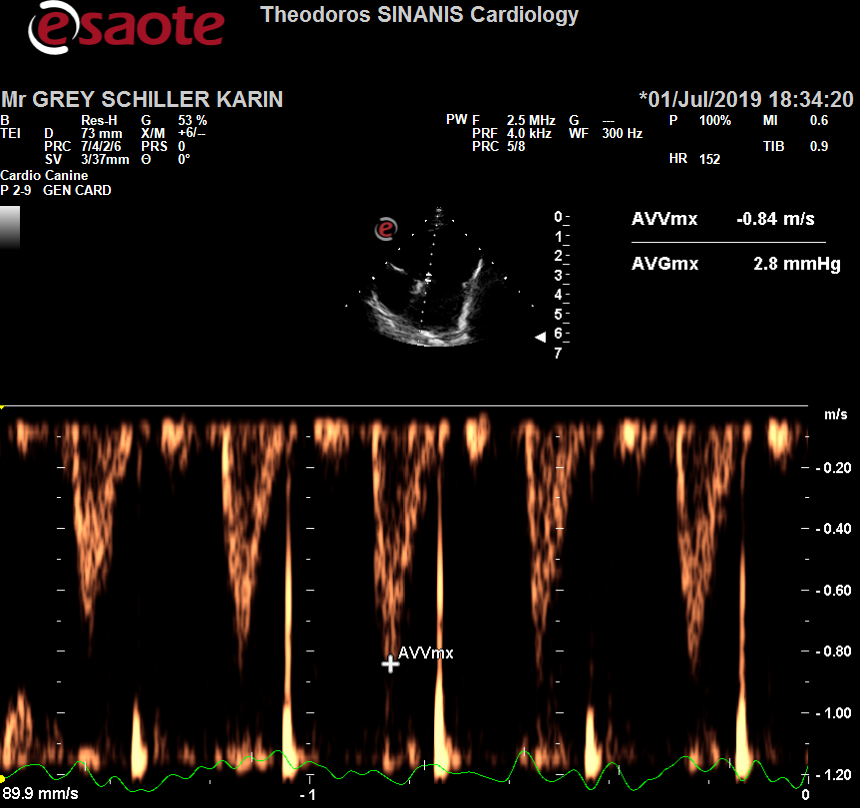 esaote
Theodoros SINANIS Cardiology
Mr GREY SCHILLER KARIN *01/Jul/2019 18:34:20
B Res-H G 53 % PW F 2.5 MHz G --- P 100% MI 0.6
TEI D 73 mm X/M +6/-- PRF 4.0 kHz WF 300 Hz
PRC 7/4/2/6 PRS 0 PRC 5/8 TIB 0.9
SV 3/37mm Θ 0° HR 152
Cardio Canine
P 2-9 GEN CARD
e
0
1
2
3
4
5
6
7
AVVmx -0.84 m/s
AVGmx 2.8 mmHg
m/s
- 0.20
- 0.40
- 0.60
- 0.80
- 1.00
- 1.20
AVVmx
89.9 mm/s -1 0